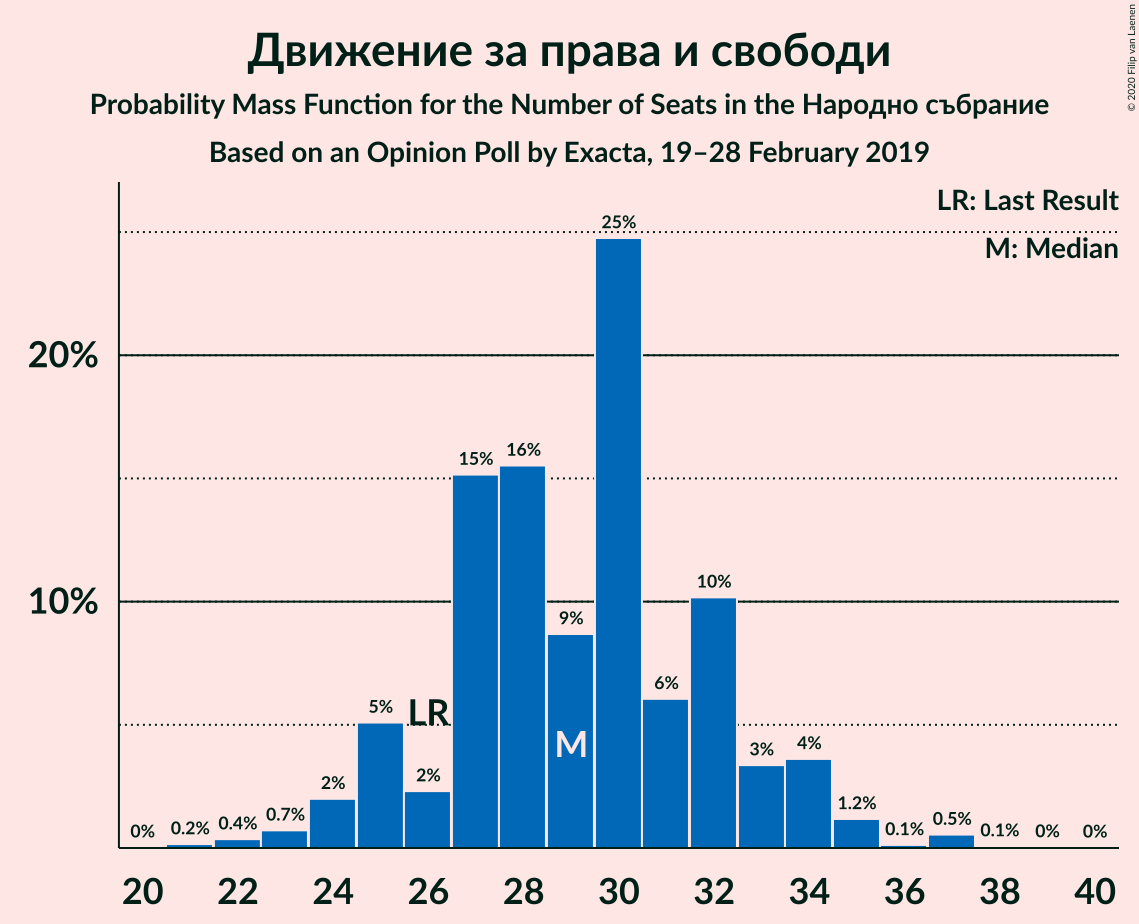 Движение за права и свободи
Probability Mass Function for the Number of Seats in the Народно събрание
Based on an Opinion Poll by Exacta, 19–28 February 2019
© 2020 Filip van Laenen
LR: Last Result
M: Median
20%
10%
0%
0.2%
0.4%
0.7%
2%
5%
LR
2%
15%
16%
9%
M
25%
6%
10%
3%
4%
1.2%
0.1%
0.5%
0.1%
0%
0%
20 22 24 26 28 30 32 34 36 38 40